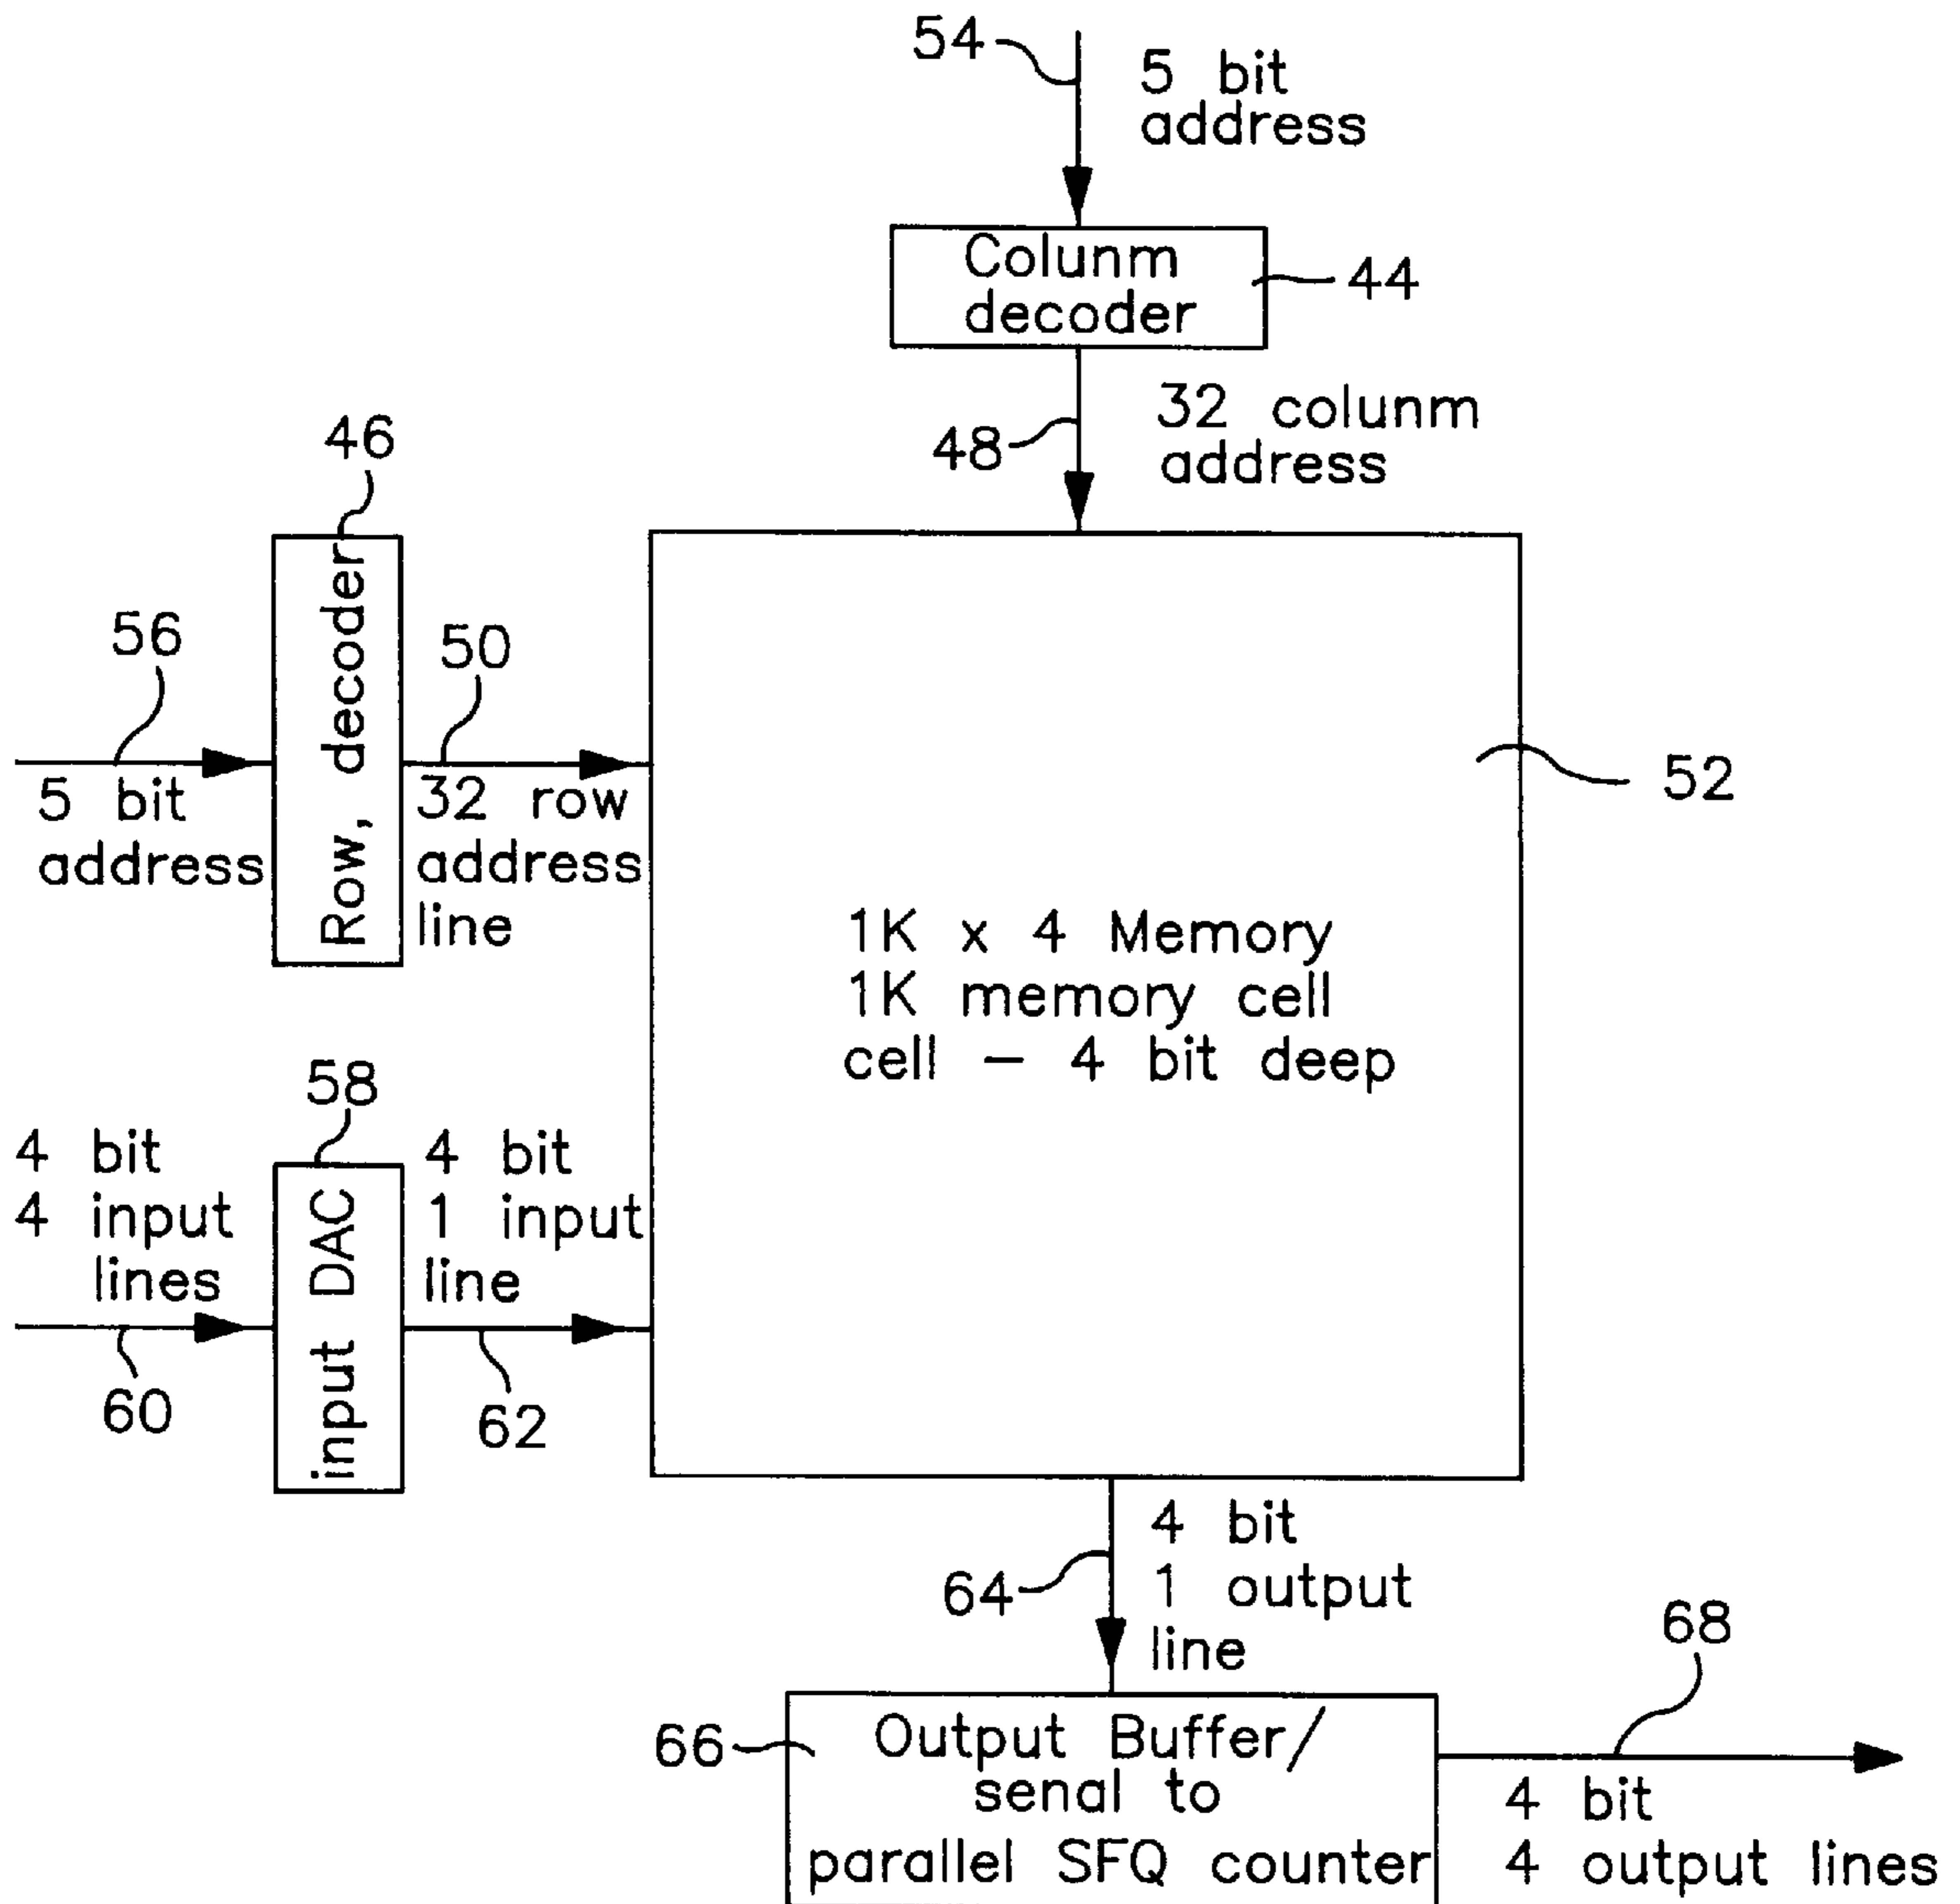 54
5 bit
address
Colunm
decoder
44
48
32 colunm
address
46
Row, decoder
56
5 bit
address
50
32 row
address
line
52
1K x 4 Memory
1K memory cell
cell – 4 bit deep
58
4 bit
4 input
lines
input DAC
4 bit
1 input
line
60
62
64
4 bit
1 output
line
66
Output Buffer/
senal to
parallel SFQ counter
68
4 bit
4 output lines